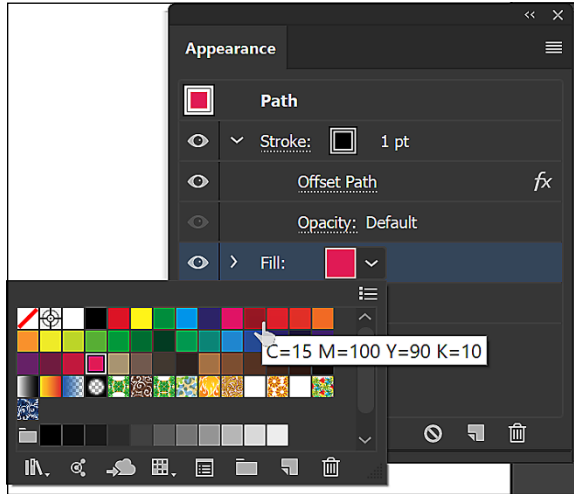 Appearance
Path
Stroke: 1 pt
Offset Path fx
Opacity: Default
Fill:
C=15 M=100 Y=90 K=10